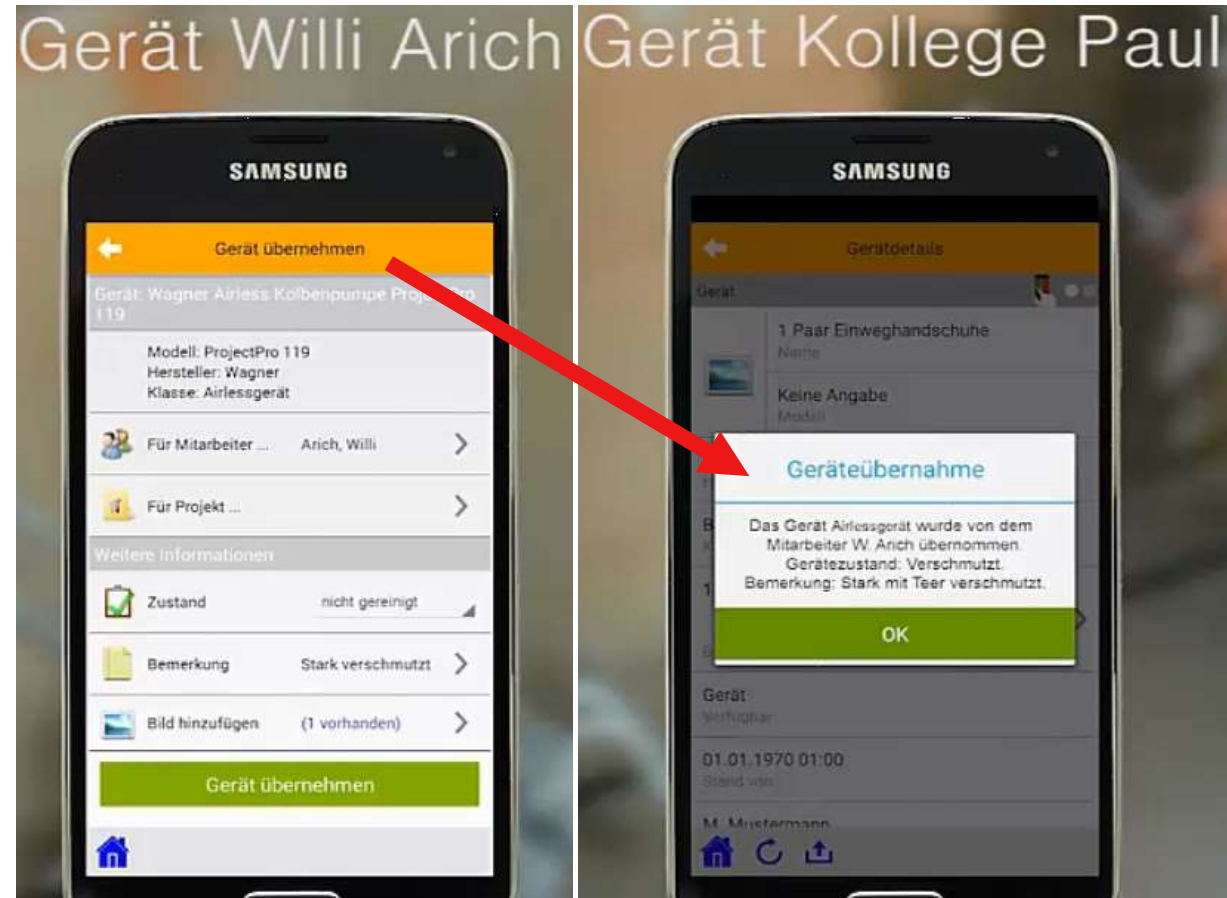 Gerät Willi Arich
SAMSUNG
Gerät übernehmen
Gerät: Wagner Airless Kolbenpumpe ProjectPro
119
Modell: ProjectPro 119
Hersteller: Wagner
Klasse: Airlessgerät
Für Mitarbeiter ... Arich, Willi
Für Projekt ...
Weitere Informationen
Zustand nicht gereinigt
Bemerkung Stark verschmutzt
Bild hinzufügen (1 vorhanden)
Gerät übernehmen
Gerät Kollege Paul
SAMSUNG
Gerätdetails
Gerät
1 Paar Einweghandschuhe
Name
Keine Angabe
Modell
Geräteübernahme
Das Gerät Airlessgerät wurde von dem
Mitarbeiter W. Arich übernommen.
Gerätezustand: Verschmutzt.
Bemerkung: Stark mit Teer verschmutzt.
OK
Gerät
Verfügbar
01.01.1970 01:00
Stand von
M. Mustermann